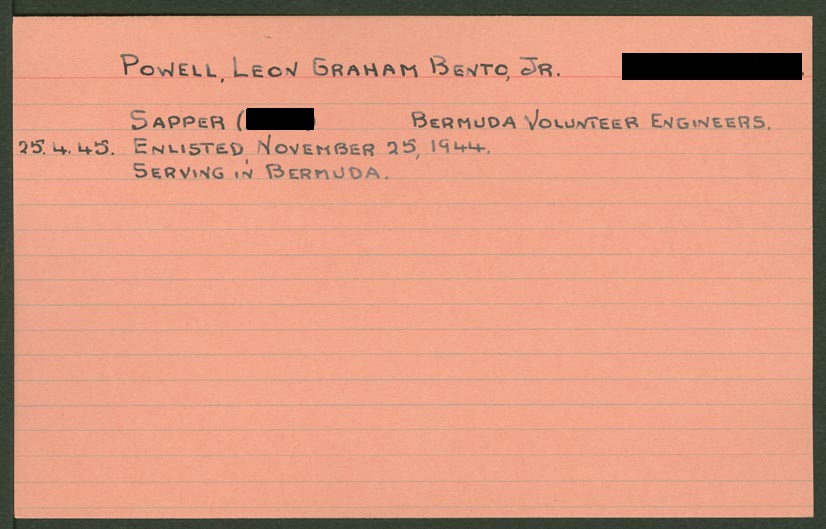 POWELL, LEON GRAHAM BENTO, JR.
SAPPER ( ) BERMUDA VOLUNTEER ENGINEERS.
25.4.45. ENLISTED NOVEMBER 25, 1944.
SERVING IN BERMUDA.